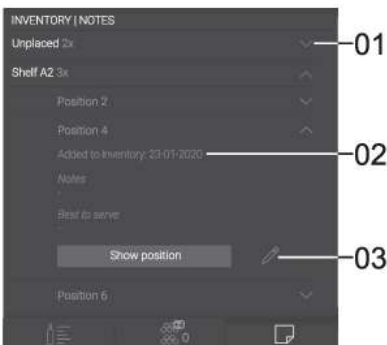 INVENTORY | NOTES
Unplaced 2x
01
Shelf A2 3x
Position 2
Position 4
Added to Inventory: 23-01-2020
02
Notes
-
Best to serve
-
Show position
03
Position 6
0